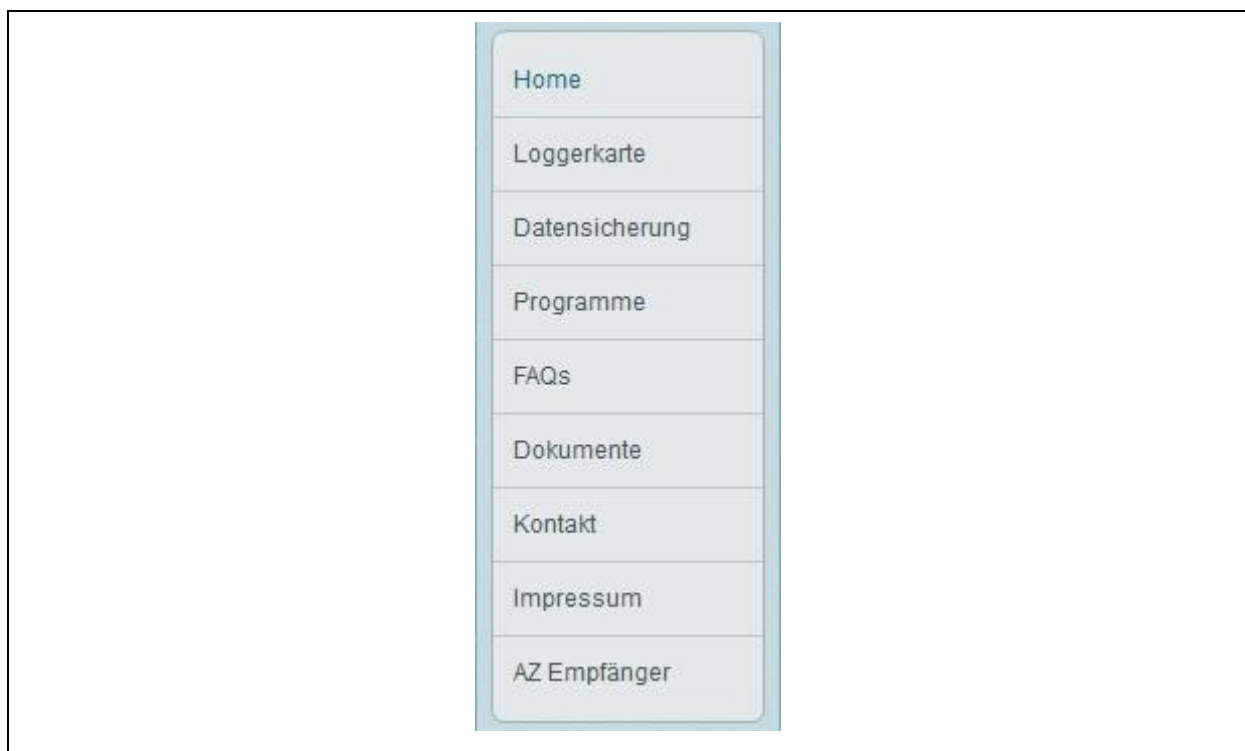 Home
Loggerkarte
Datensicherung
Programme
FAQs
Dokumente
Kontakt
Impressum
AZ Empfänger